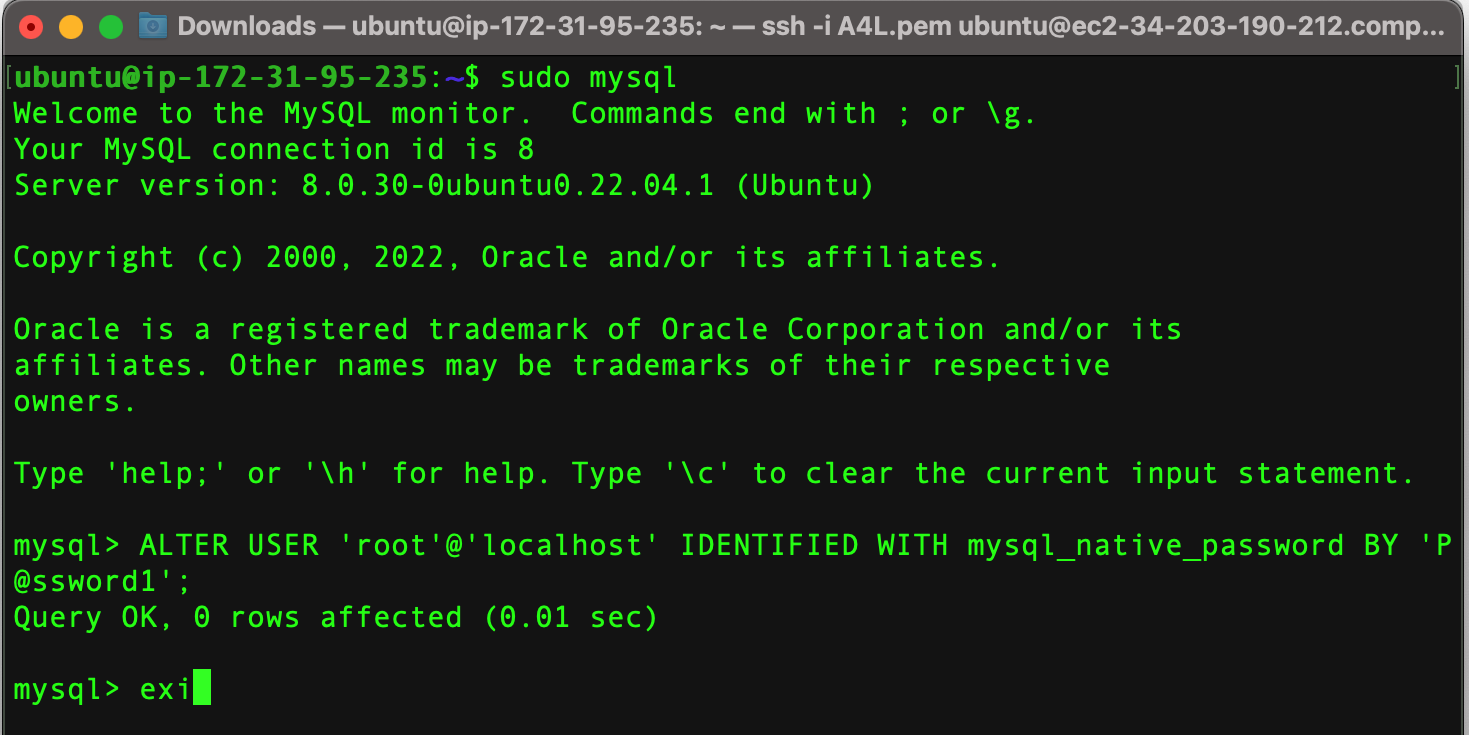 Downloads — ubuntu@ip-172-31-95-235: ~ — ssh -i A4L.pem ubuntu@ec2-34-203-190-212.comp...
[ubuntu@ip-172-31-95-235:~$ sudo mysql ]
Welcome to the MySQL monitor.  Commands end with ; or \g.
Your MySQL connection id is 8
Server version: 8.0.30-0ubuntu0.22.04.1 (Ubuntu)
Copyright (c) 2000, 2022, Oracle and/or its affiliates.
Oracle is a registered trademark of Oracle Corporation and/or its
affiliates. Other names may be trademarks of their respective
owners.
Type 'help;' or '\h' for help. Type '\c' to clear the current input statement.
mysql> ALTER USER 'root'@'localhost' IDENTIFIED WITH mysql_native_password BY 'P
@ssword1';
Query OK, 0 rows affected (0.01 sec)
mysql> exi